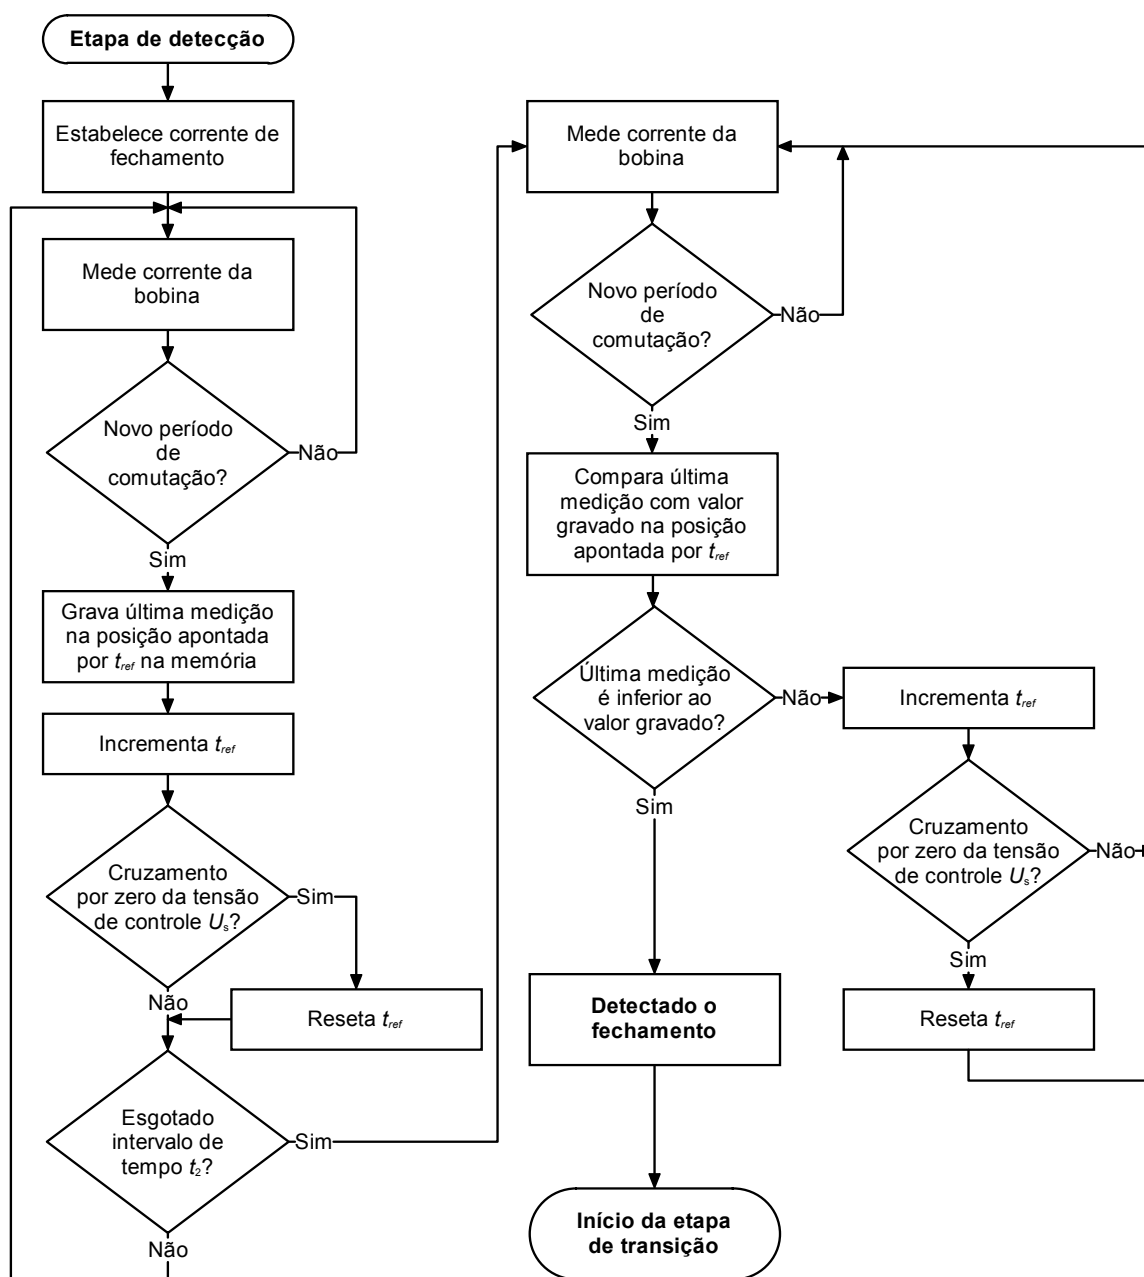 Etapa de detecção
Estabelece corrente de
fechamento
Mede corrente da
bobina
Novo período
de
comutação?
Não
Sim
Grava última medição
na posição apontada
por tref na memória
Incrementa tref
Cruzamento
por zero da tensão
de controle Us?
Sim
Não
Reseta tref
Esgotado
intervalo de
tempo t2?
Sim
Não
Mede corrente da
bobina
Novo período
de
comutação?
Não
Sim
Compara última
medição com valor
gravado na posição
apontada por tref
Última medição
é inferior ao
valor gravado?
Não
Sim
Incrementa tref
Cruzamento
por zero da tensão
de controle Us?
Não
Sim
Reseta tref
Detectado o
fechamento
Início da etapa
de transição